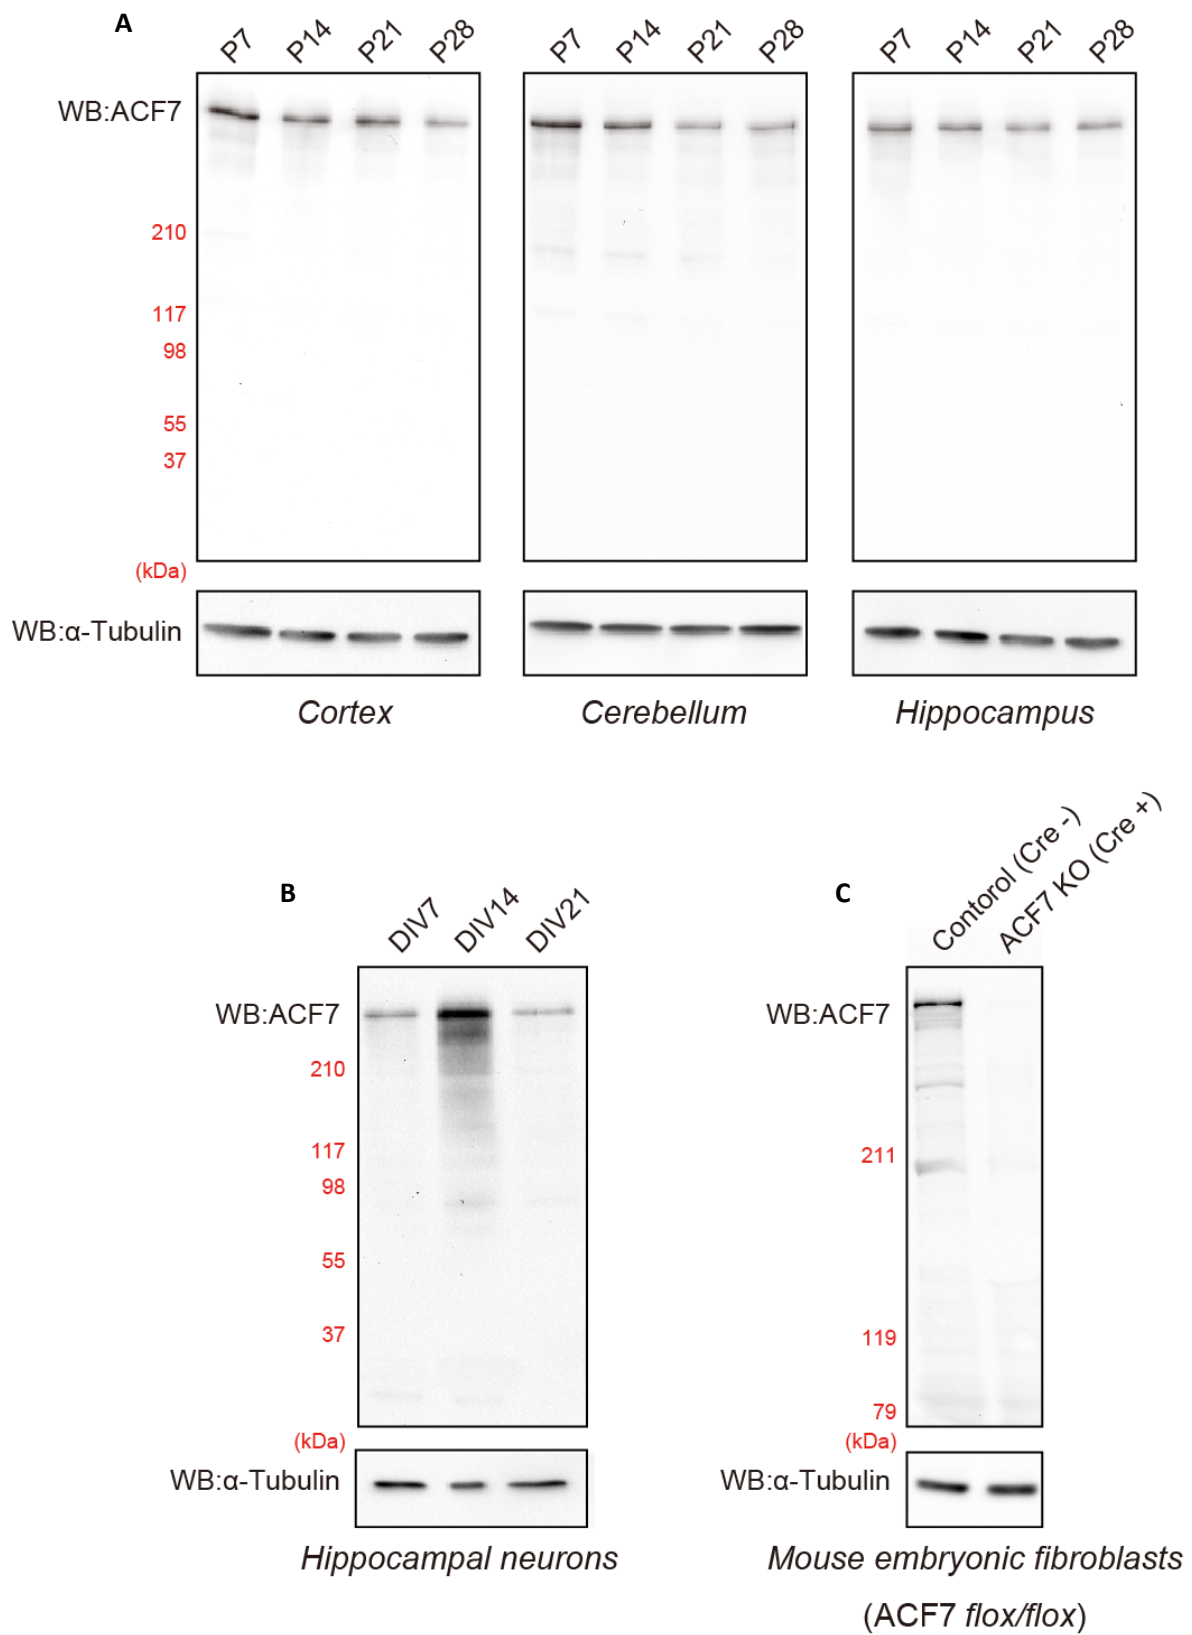 A
P7 P14 P21 P28 P7 P14 P21 P28 P7 P14 P21 P28
WB:ACF7
210
117
98
55
37
(kDa)
WB:α-Tubulin
Cortex Cerebellum Hippocampus
B
DIV7 DIV14 DIV21
WB:ACF7
210
117
98
55
37
(kDa)
WB:α-Tubulin
Hippocampal neurons
C
Contorol (Cre -)
ACF7 KO (Cre +)
WB:ACF7
211
119
79
(kDa)
WB:α-Tubulin
Mouse embryonic fibroblasts
(ACF7 flox/flox)